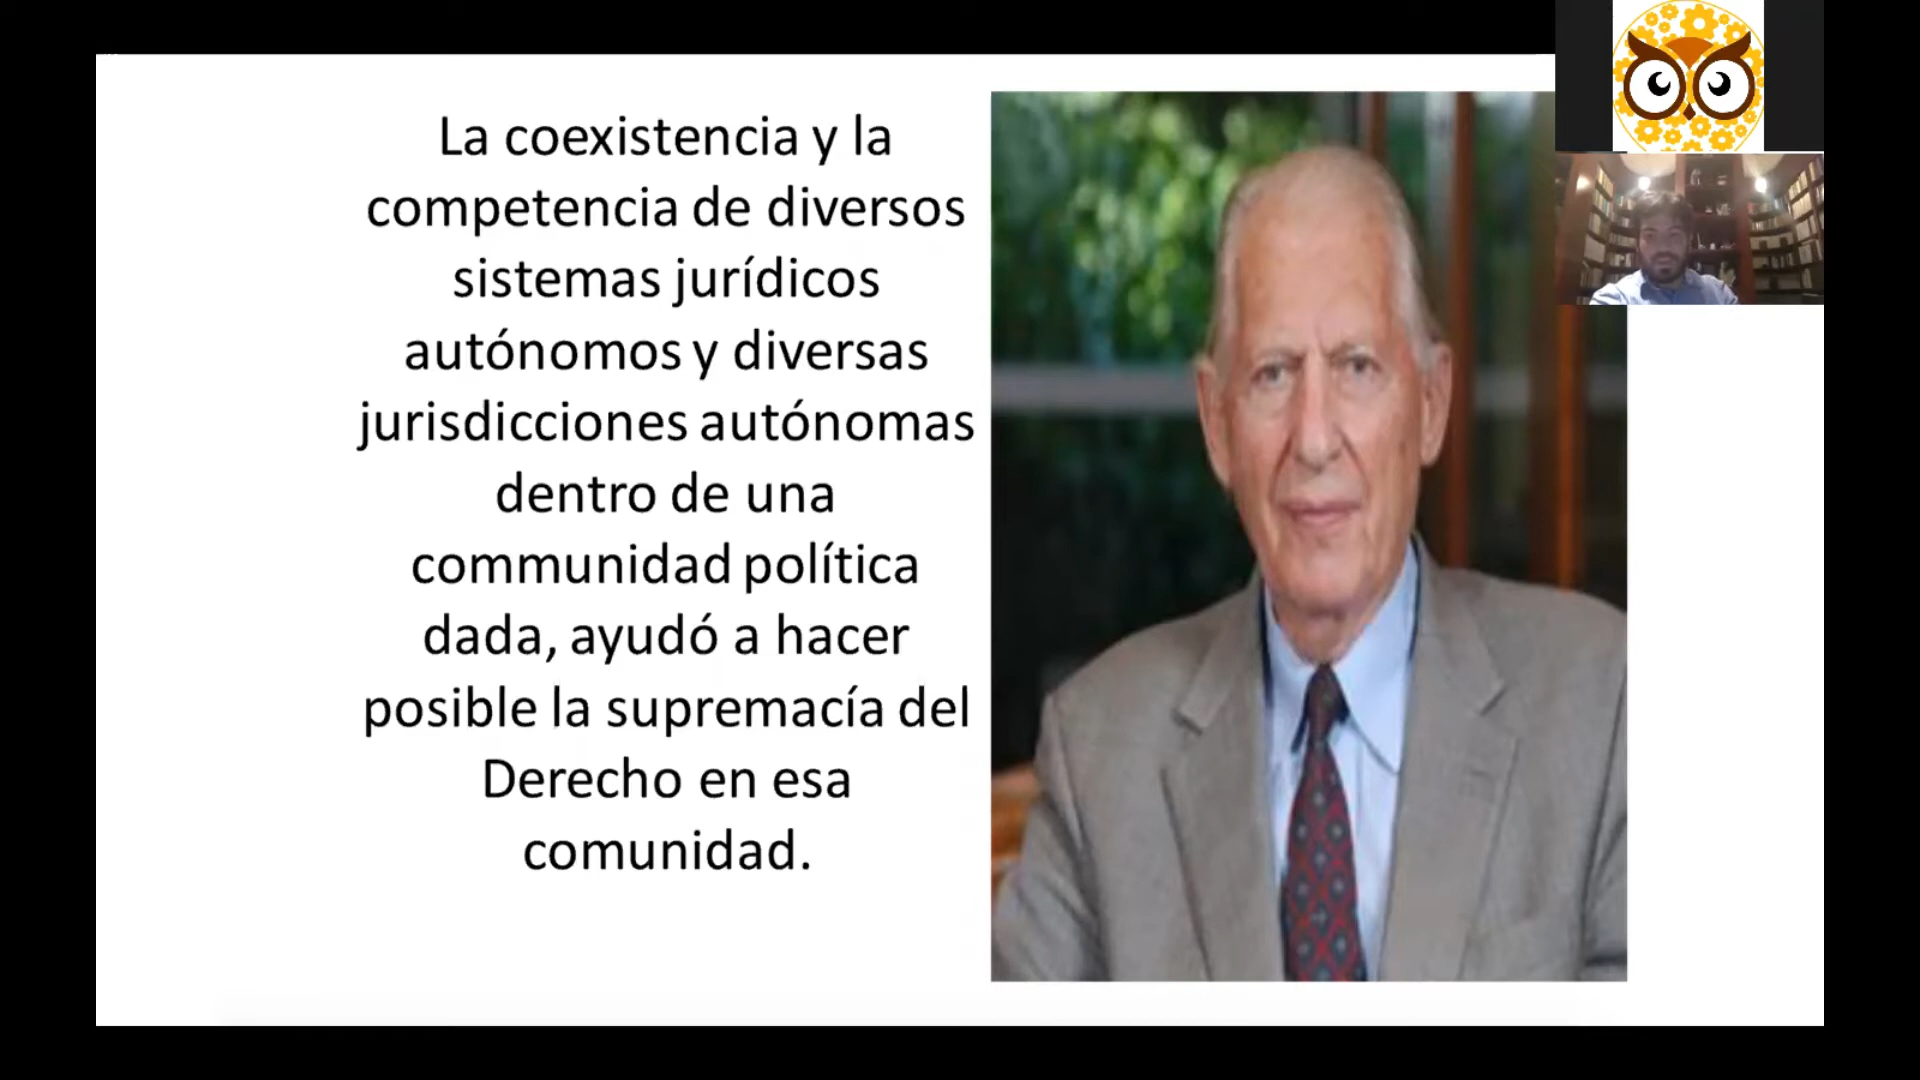 La coexistencia y la
competencia de diversos
sistemas jurídicos
autónomos y diversas
jurisdicciones autónomas
dentro de una
communidad política
dada, ayudó a hacer
posible la supremacía del
Derecho en esa
comunidad.